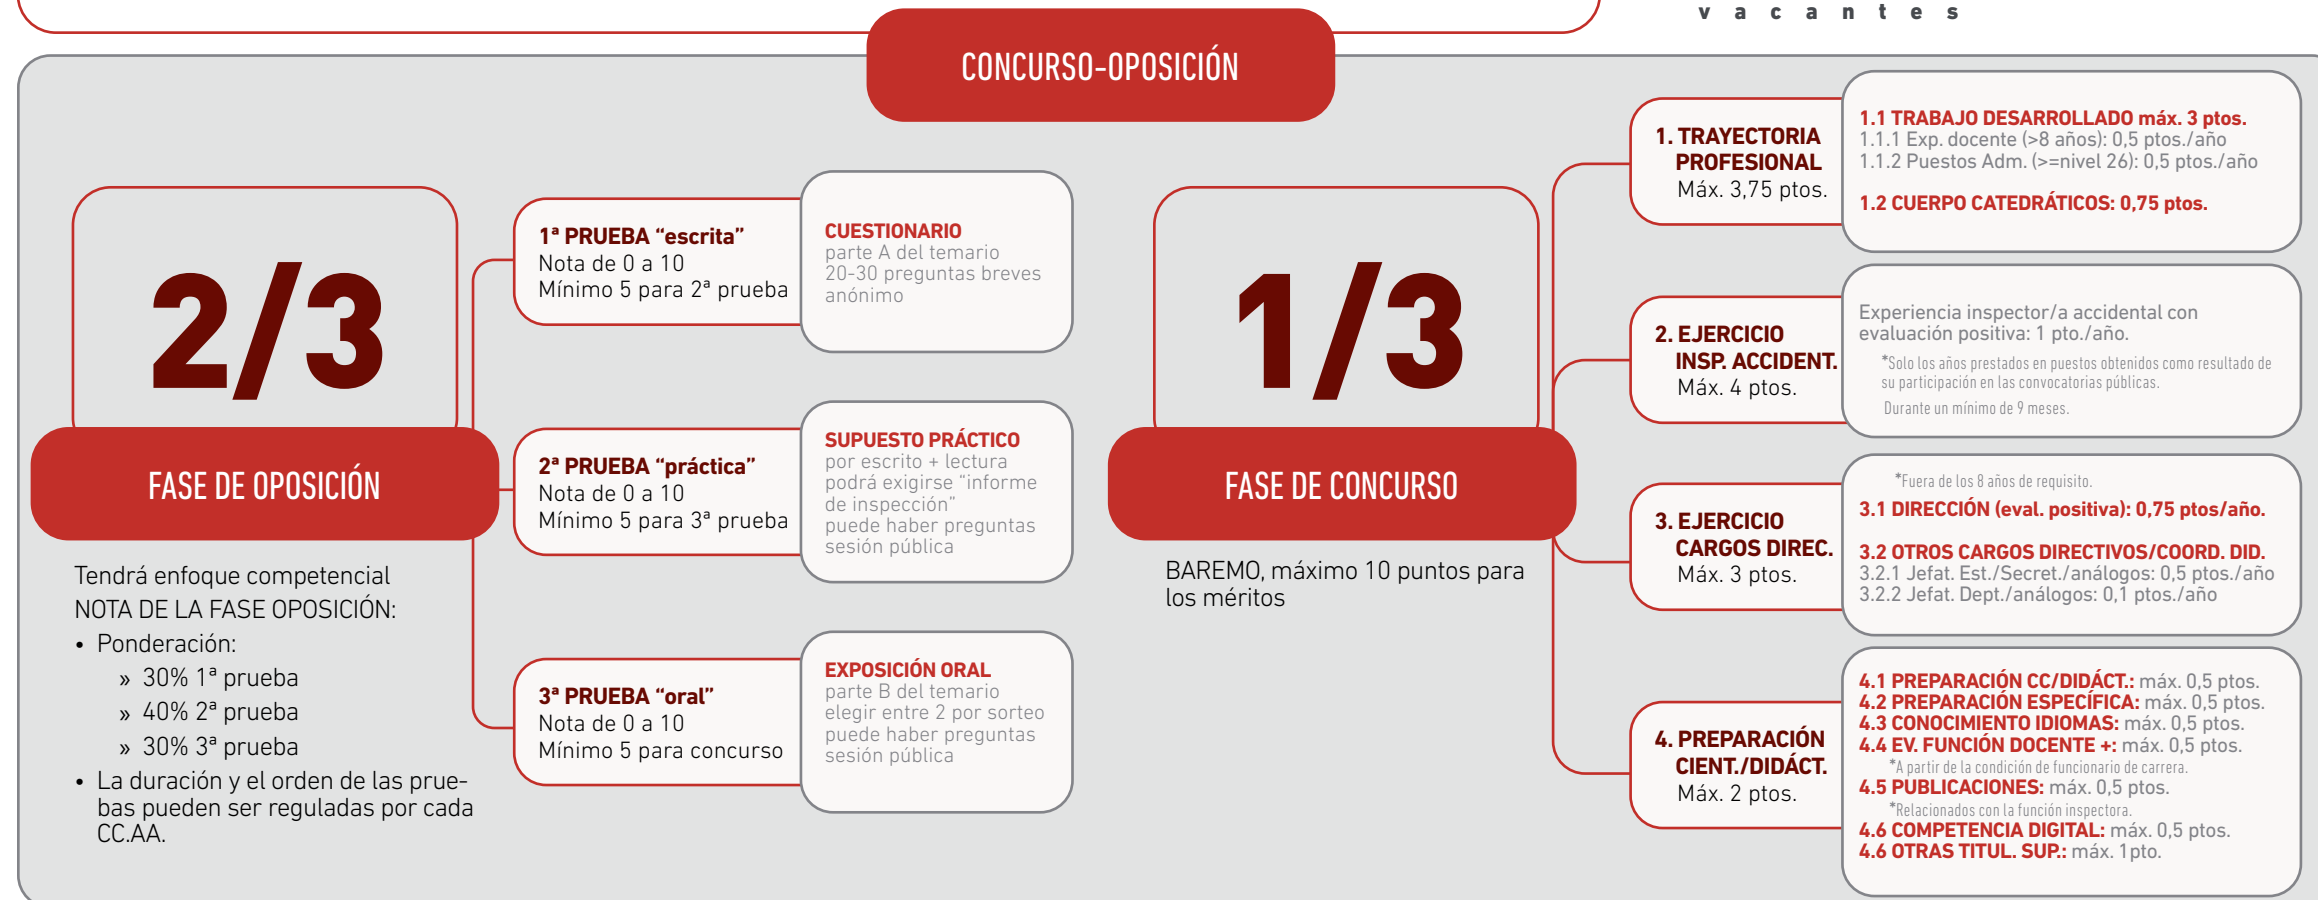 vacantes
CONCURSO-OPOSICIÓN
2/3
FASE DE OPOSICIÓN
Tendrá enfoque competencial
NOTA DE LA FASE OPOSICIÓN:
• Ponderación:
» 30% 1ª prueba
» 40% 2ª prueba
» 30% 3ª prueba
• La duración y el orden de las prue-
bas pueden ser reguladas por cada
CC.AA.
1ª PRUEBA “escrita”
Nota de 0 a 10
Mínimo 5 para 2ª prueba
CUESTIONARIO
parte A del temario
20-30 preguntas breves
anónimo
2ª PRUEBA “práctica”
Nota de 0 a 10
Mínimo 5 para 3ª prueba
SUPUESTO PRÁCTICO
por escrito + lectura
podrá exigirse "informe
de inspección"
puede haber preguntas
sesión pública
3ª PRUEBA “oral”
Nota de 0 a 10
Mínimo 5 para concurso
EXPOSICIÓN ORAL
parte B del temario
elegir entre 2 por sorteo
puede haber preguntas
sesión pública
1/3
FASE DE CONCURSO
BAREMO, máximo 10 puntos para
los méritos
1. TRAYECTORIA
PROFESIONAL
Máx. 3,75 ptos.
1.1 TRABAJO DESARROLLADO máx. 3 ptos.
1.1.1 Exp. docente (>8 años): 0,5 ptos./año
1.1.2 Puestos Adm. (>=nivel 26): 0,5 ptos./año
1.2 CUERPO CATEDRÁTICOS: 0,75 ptos.
2. EJERCICIO
INSP. ACCIDENT.
Máx. 4 ptos.
Experiencia inspector/a accidental con
evaluación positiva: 1 pto./año.
*Solo los años prestados en puestos obtenidos como resultado de
su participación en las convocatorias públicas.
Durante un mínimo de 9 meses.
3. EJERCICIO
CARGOS DIREC.
Máx. 3 ptos.
*Fuera de los 8 años de requisito.
3.1 DIRECCIÓN (eval. positiva): 0,75 ptos/año.
3.2 OTROS CARGOS DIRECTIVOS/COORD. DID.
3.2.1 Jefat. Est./Secret./análogos: 0,5 ptos./año
3.2.2 Jefat. Dept./análogos: 0,1 ptos./año
4. PREPARACIÓN
CIENT./DIDÁCT.
Máx. 2 ptos.
4.1 PREPARACIÓN CC/DIDÁCT.: máx. 0,5 ptos.
4.2 PREPARACIÓN ESPECÍFICA: máx. 0,5 ptos.
4.3 CONOCIMIENTO IDIOMAS: máx. 0,5 ptos.
4.4 EV. FUNCIÓN DOCENTE +: máx. 0,5 ptos.
*A partir de la condición de funcionario de carrera.
4.5 PUBLICACIONES: máx. 0,5 ptos.
*Relacionados con la función inspectora.
4.6 COMPETENCIA DIGITAL: máx. 0,5 ptos.
4.6 OTRAS TITUL. SUP.: máx. 1pto.